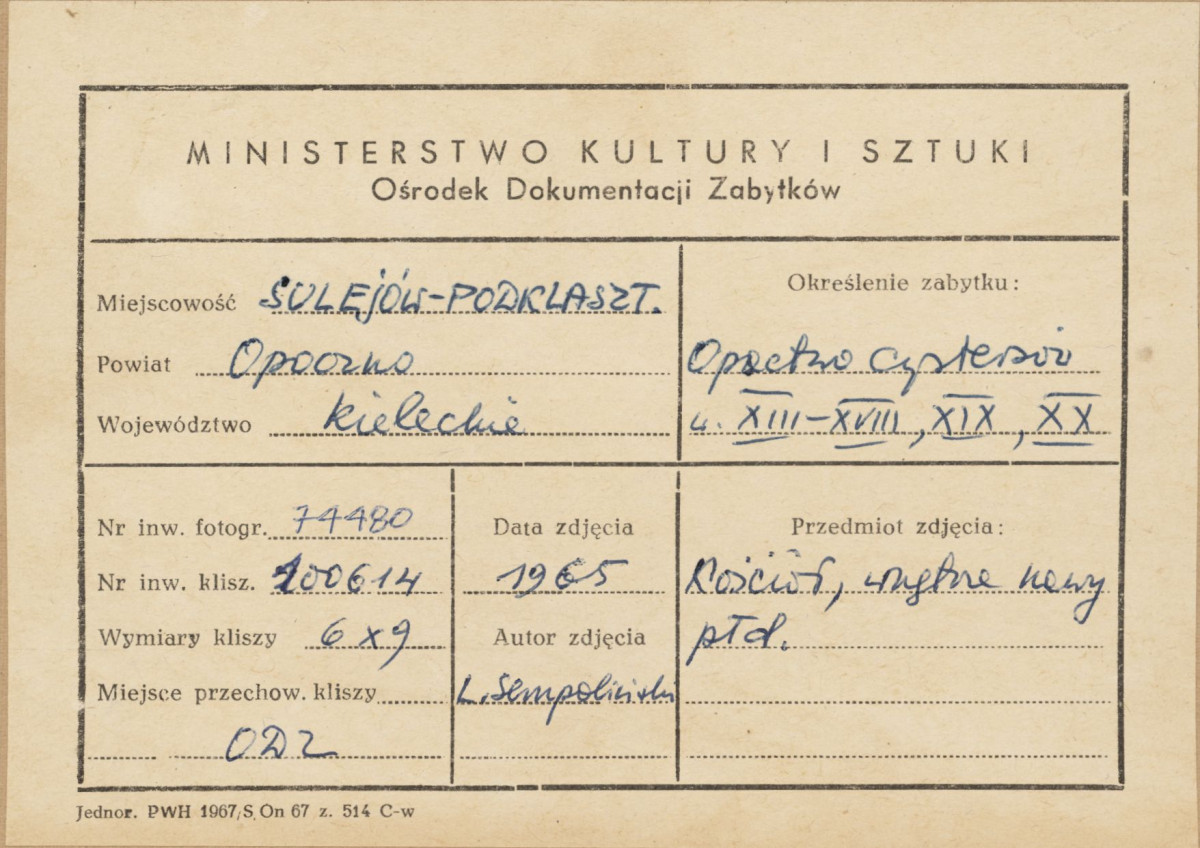 MINISTERSTWO KULTURY I SZTUKI
Ośrodek Dokumentacji Zabytków
Miejscowość SULEJÓW-PODKLASZT.
Powiat Opoczno
Województwo kieleckie
Określenie zabytku:
Opactwo cystersów
w. XIII-XVIII, XIX, XX
Nr inw. fotogr. 74480
Nr inw. klisz. 100614
Wymiary kliszy 6x9
Miejsce przechow. kliszy
ODZ
Data zdjęcia
1965
Autor zdjęcia
L. Sempoliński
Przedmiot zdjęcia:
Kościół, wnętrze nawy
płd.
Jednor. PWH 1967/S. On 67 z. 514 C-w